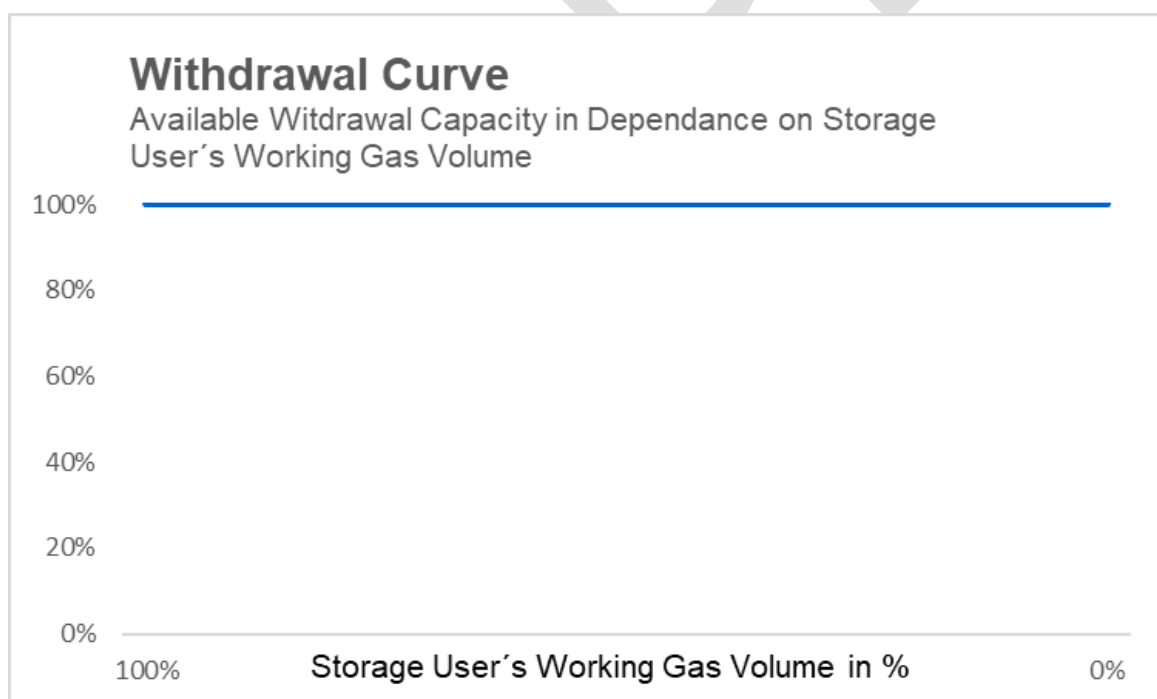 Withdrawal Curve
Available Witdrawal Capacity in Dependance on Storage
User´s Working Gas Volume
100%
80%
60%
40%
20%
0%
100% Storage User´s Working Gas Volume in % 0%